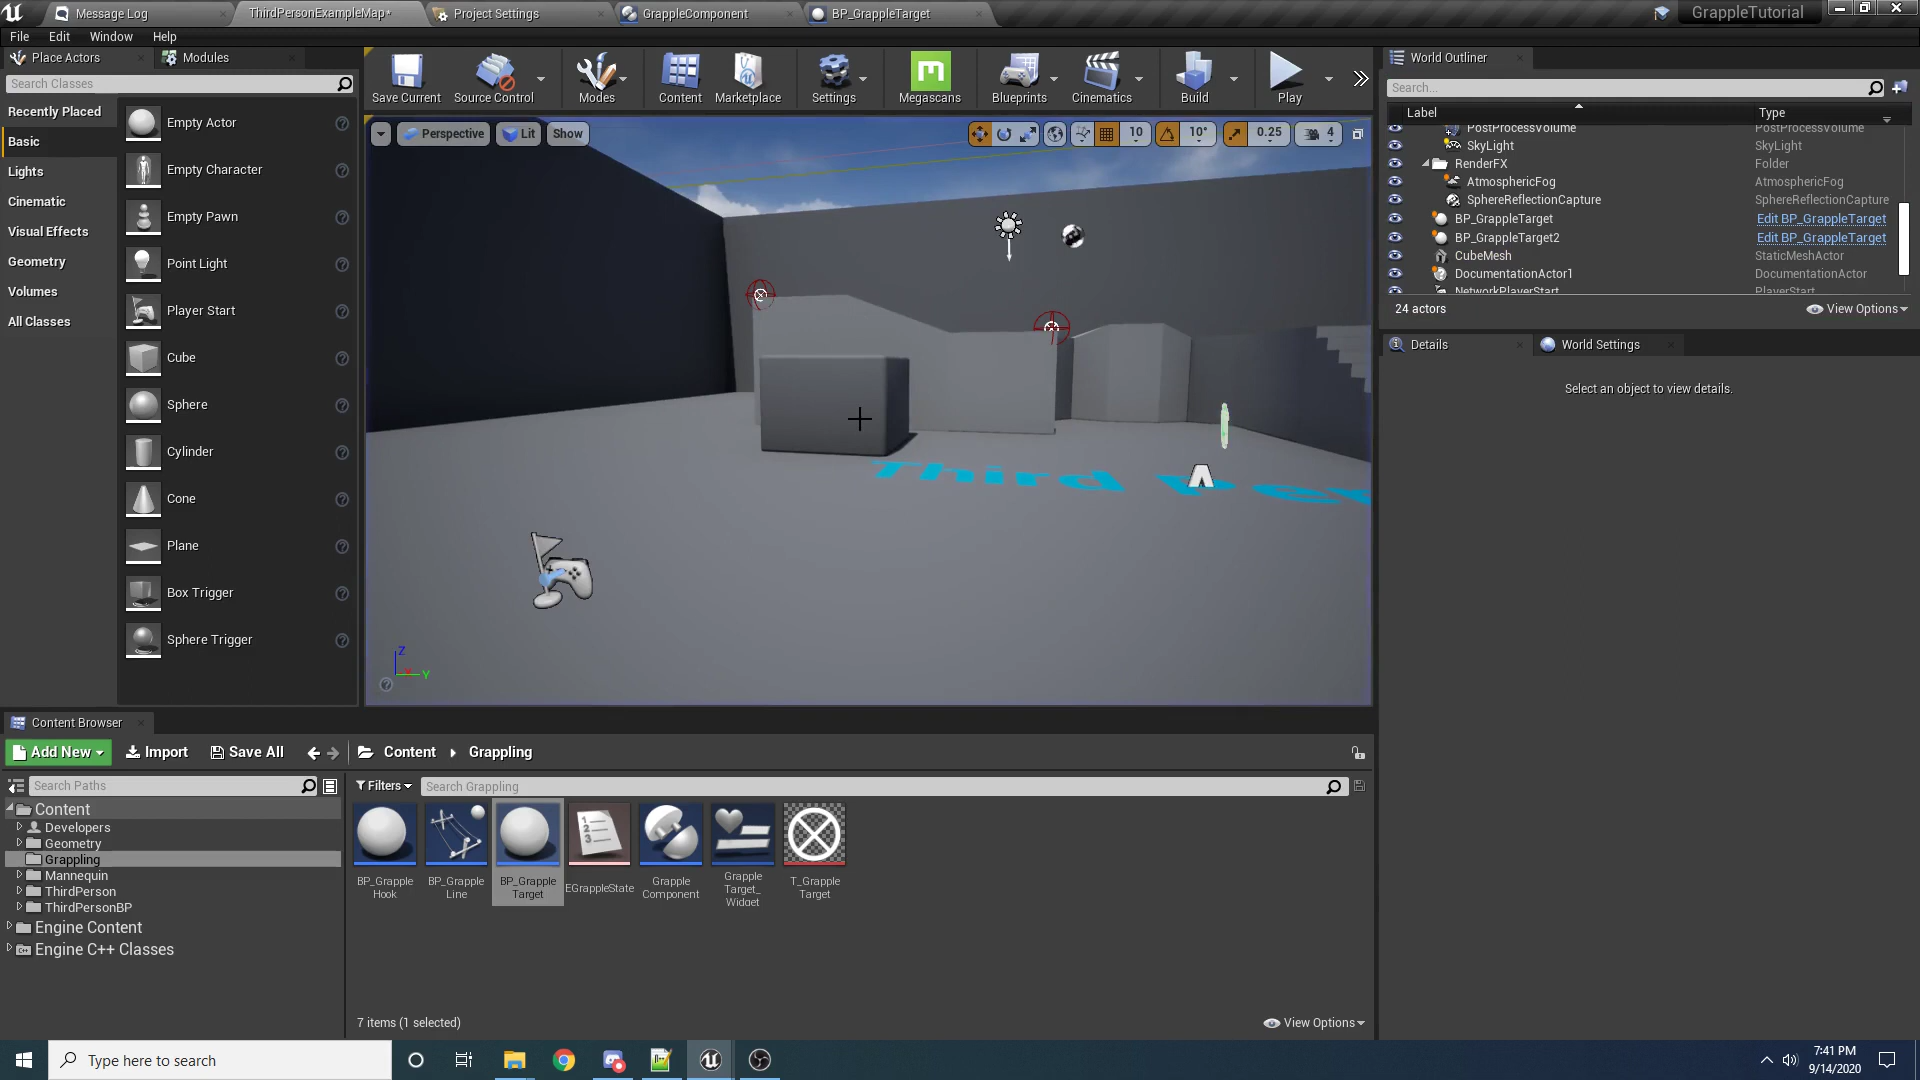 Message Log
ThirdPersonExampleMap*
Project Settings
GrappleComponent
BP_GrappleTarget
GrappleTutorial
File
Edit
Window
Help
Place Actors
Modules
Search Classes
Recently Placed
Basic
Lights
Cinematic
Visual Effects
Geometry
Volumes
All Classes
Empty Actor
Empty Character
Empty Pawn
Point Light
Player Start
Cube
Sphere
Cylinder
Cone
Plane
Box Trigger
Sphere Trigger
Save Current
Source Control
Modes
Content
Marketplace
Settings
Megascans
Blueprints
Cinematics
Build
Play
Perspective
Lit
Show
10
10°
0.25
4
Third Per
Z
Y
World Outliner
Search...
Label
Type
PostProcessVolume
PostProcessVolume
SkyLight
SkyLight
RenderFX
Folder
AtmosphericFog
AtmosphericFog
SphereReflectionCapture
SphereReflectionCapture
BP_GrappleTarget
Edit BP_GrappleTarget
BP_GrappleTarget2
Edit BP_GrappleTarget
CubeMesh
StaticMeshActor
DocumentationActor1
DocumentationActor
NetworkPlayerStart
PlayerStart
24 actors
View Options
Details
World Settings
Select an object to view details.
Content Browser
Add New
Import
Save All
Content
Grappling
Search Paths
Filters
Search Grappling
Content
Developers
Geometry
Grappling
Mannequin
ThirdPerson
ThirdPersonBP
Engine Content
Engine C++ Classes
BP_Grapple
Hook
BP_Grapple
Line
BP_Grapple
Target
EGrappleState
Grapple
Component
Grapple
Target_
Widget
T_Grapple
Target
7 items (1 selected)
View Options
Type here to search
7:41 PM
9/14/2020